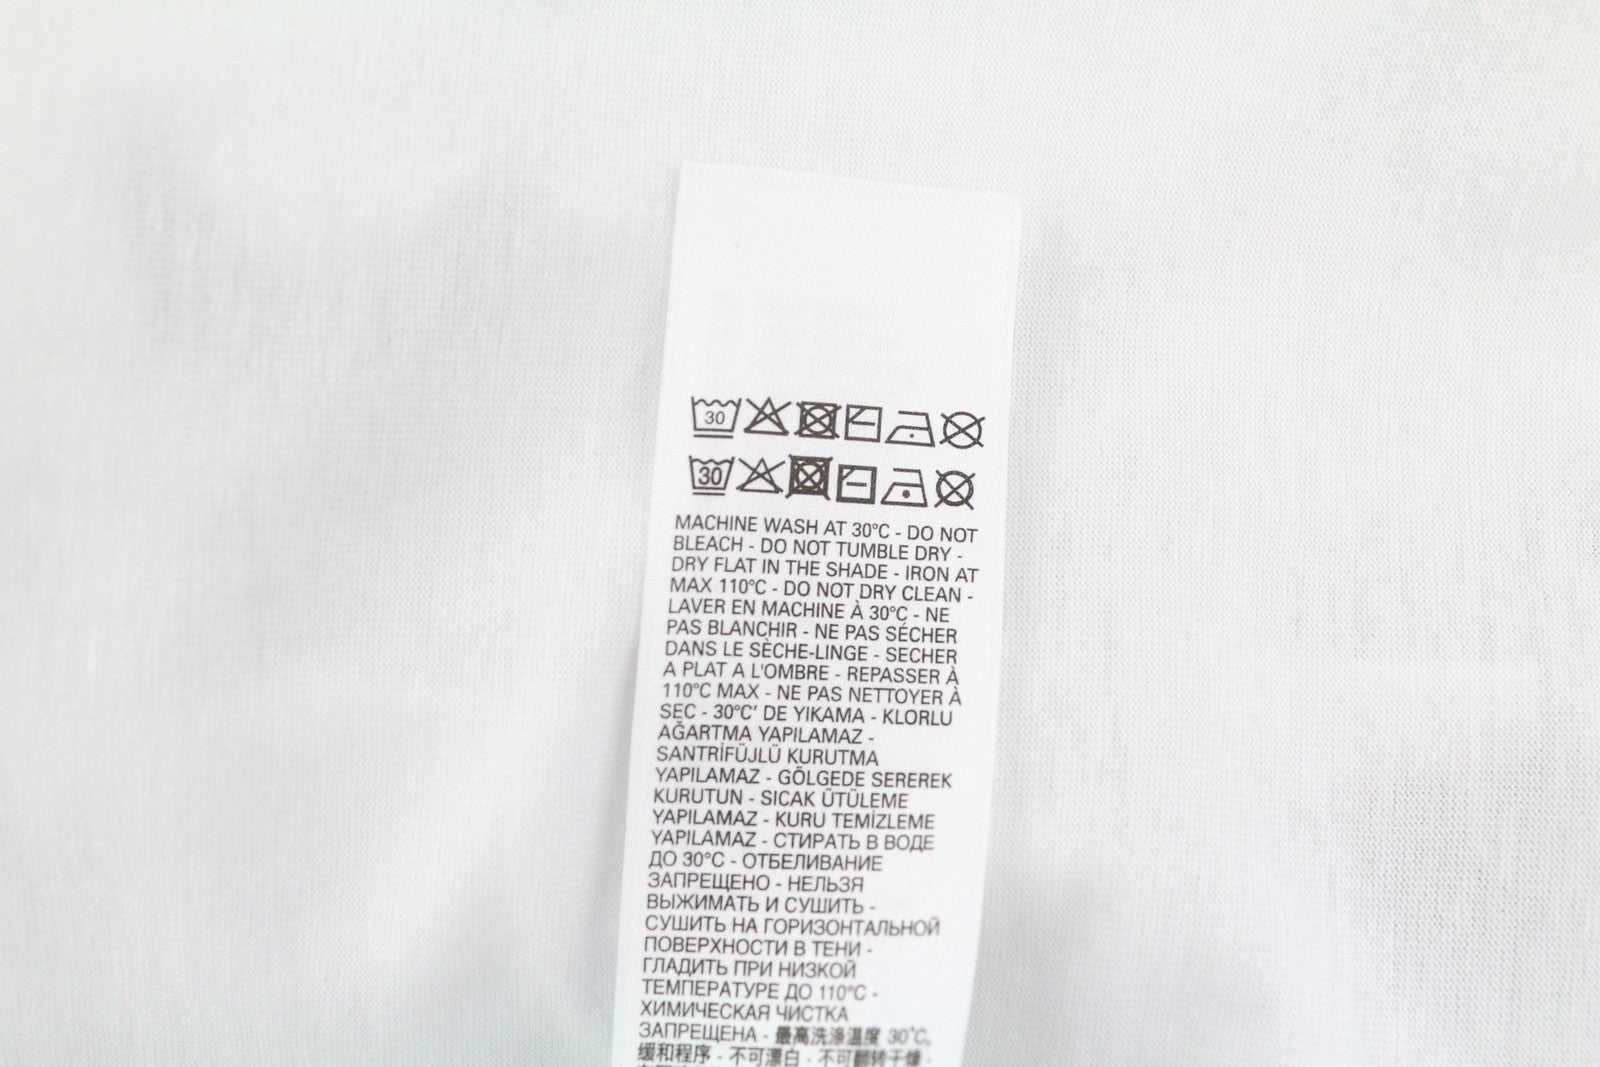 30
30
MACHINE WASH AT 30°C - DO NOT
BLEACH - DO NOT TUMBLE DRY -
DRY FLAT IN THE SHADE - IRON AT
MAX 110°C - DO NOT DRY CLEAN -
LAVER EN MACHINE À 30°C - NE
PAS BLANCHIR - NE PAS SÉCHER
DANS LE SÈCHE-LINGE - SECHER
A PLAT A L'OMBRE - REPASSER À
110°C MAX - NE PAS NETTOYER À
SEC - 30°C' DE YIKAMA - KLORLU
AĞARTMA YAPILAMAZ -
SANTRİFÜJLÜ KURUTMA
YAPILAMAZ - GÖLGEDE SEREREK
KURUTUN - SICAK ÜTÜLEME
YAPILAMAZ - KURU TEMİZLEME
YAPILAMAZ - СТИРАТЬ В ВОДЕ
ДО 30°C - ОТБЕЛИВАНИЕ
ЗАПРЕЩЕНО - НЕЛЬЗЯ
ВЫЖИМАТЬ И СУШИТЬ -
СУШИТЬ НА ГОРИЗОНТАЛЬНОЙ
ПОВЕРХНОСТИ В ТЕНИ -
ГЛАДИТЬ ПРИ НИЗКОЙ
ТЕМПЕРАТУРЕ ДО 110°C -
ХИМИЧЕСКАЯ ЧИСТКА
ЗАПРЕЩЕНА - 最高洗涤温度 30°C,
缓和程序 - 不可漂白 - 不可翻转干燥 -